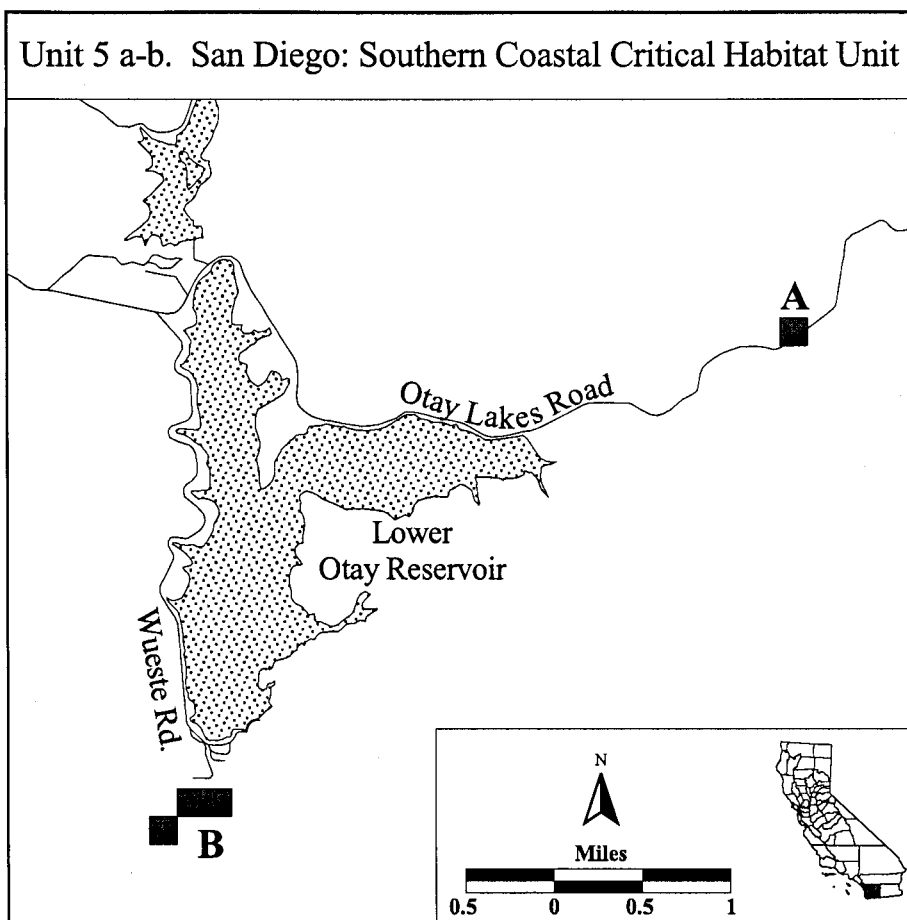 Unit 5 a-b. San Diego: Southern Coastal Critical Habitat Unit
A
Otay Lakes Road
Lower
Otay Reservoir
Wueste Rd.
B
N
Miles
0.5 0 0.5 1